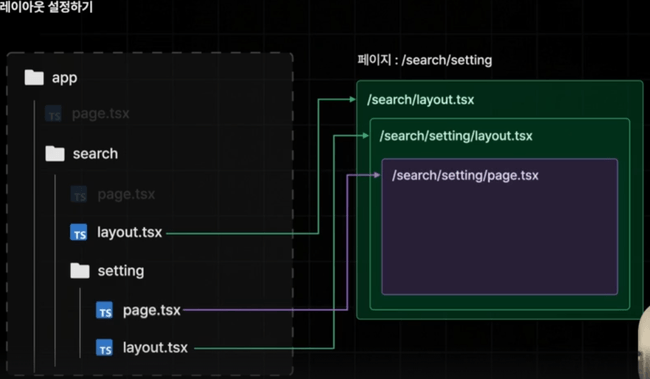 레이아웃 설정하기
페이지 : /search/setting
app
TS page.tsx
search
TS page.tsx
TS layout.tsx
setting
TS page.tsx
TS layout.tsx
/search/layout.tsx
/search/setting/layout.tsx
/search/setting/page.tsx